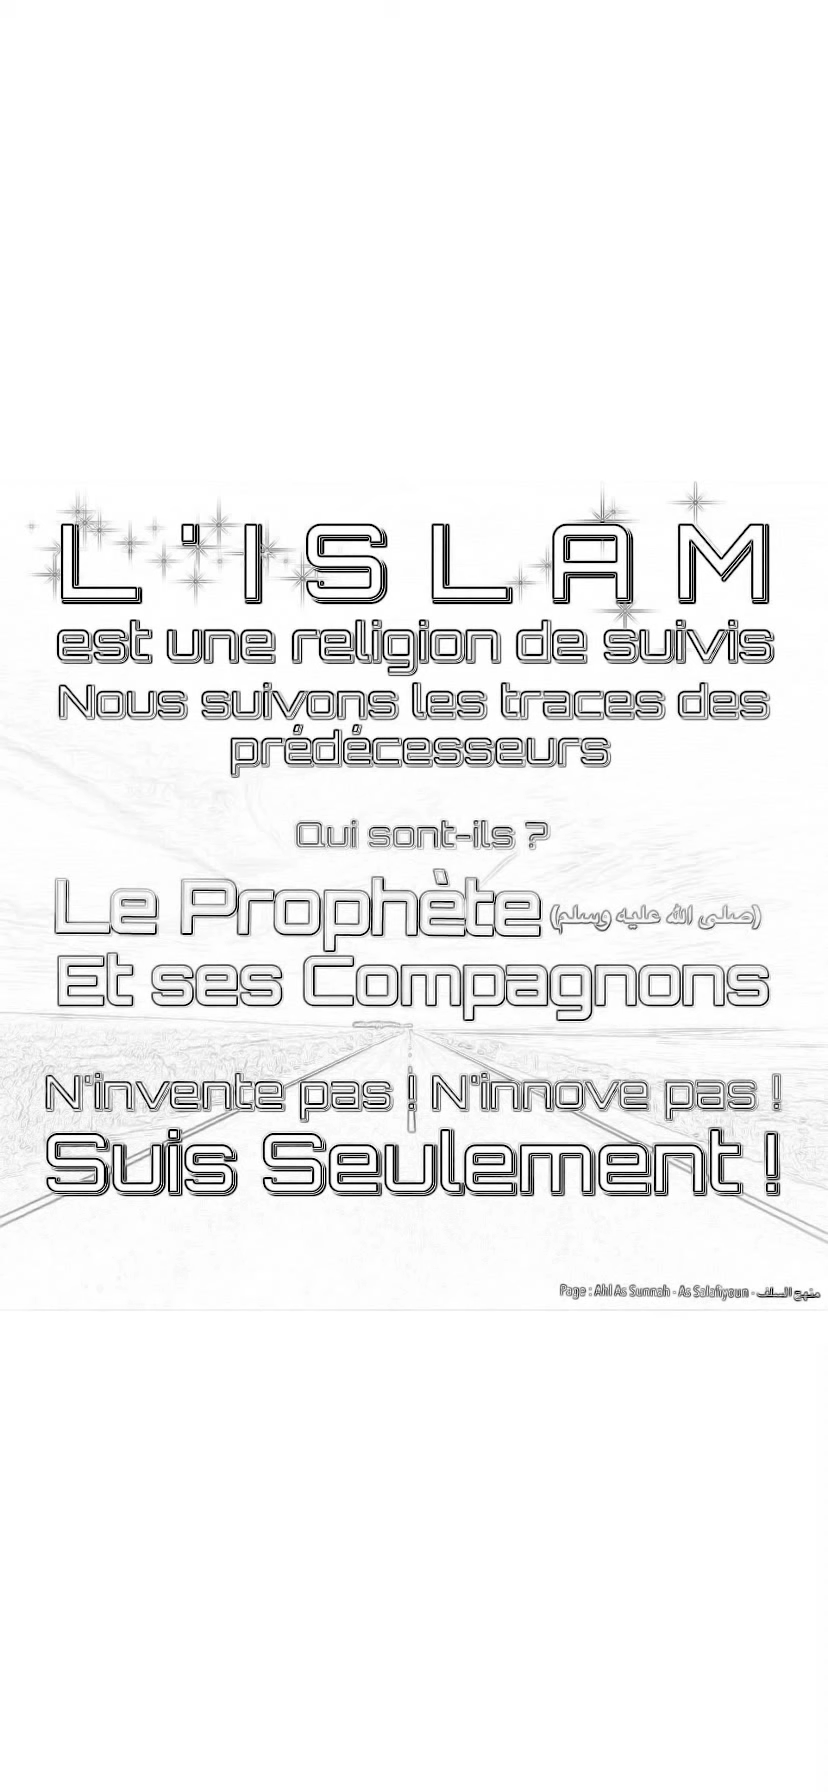 L'ISLAM
est une religion de suivis
Nous suivons les traces des
prédécesseurs
Qui sont-ils ?
Le Prophète (صلى الله عليه وسلم)
Et ses Compagnons
N'invente pas ! N'innove pas !
Suis Seulement !
Page : Ahl As Sunnah - As Salafiyoun - منهج السلف